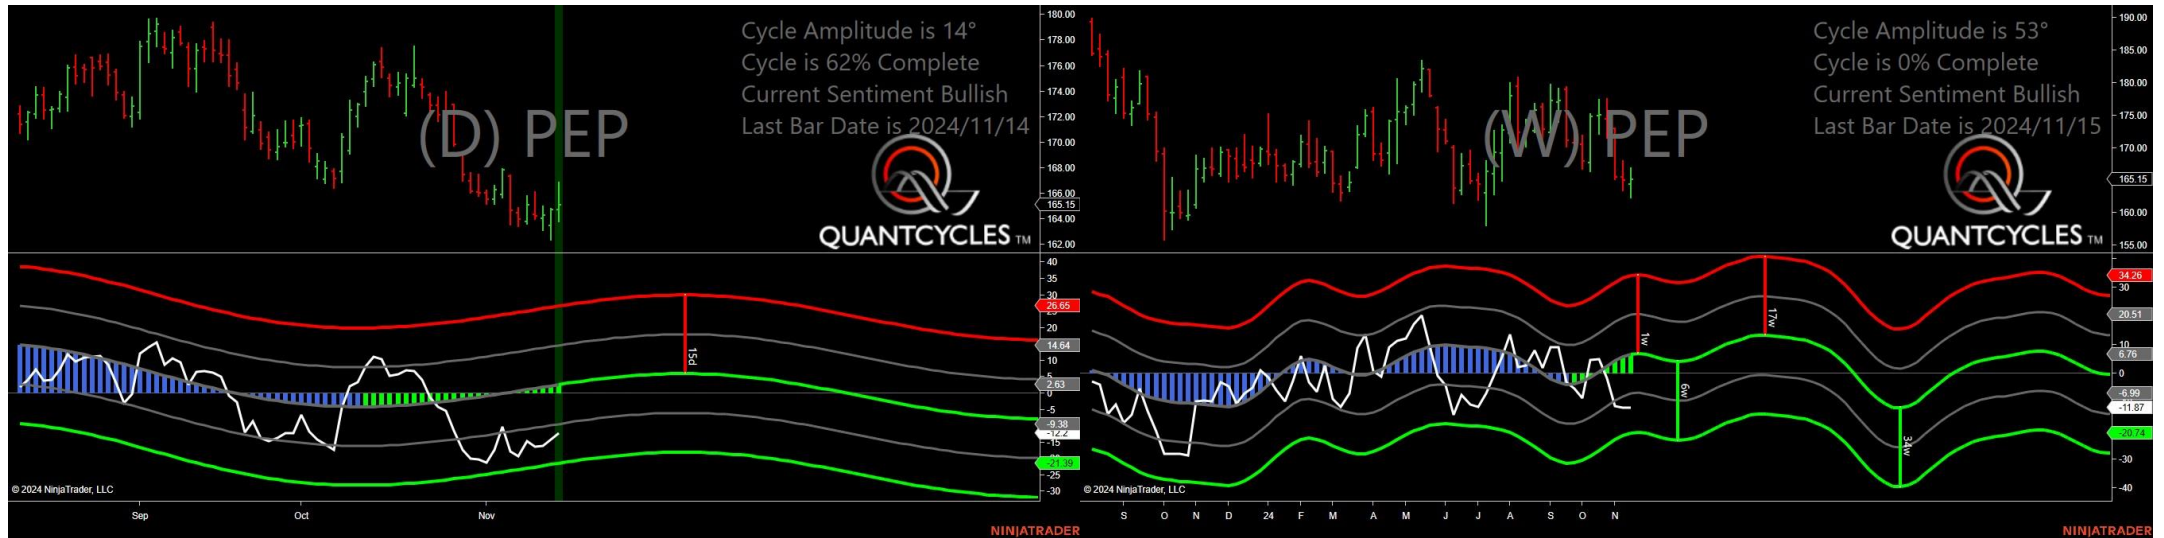 Cycle Amplitude is 14°
Cycle is 62% Complete
Current Sentiment Bullish
Last Bar Date is 2024/11/14
(D) PEP
QUANTCYCLES TM
180.00
178.00
176.00
174.00
172.00
170.00
168.00
166.00
165.15
164.00
162.00
40
35
30
26.65
20
14.64
10
5
2.63
0
-5
-9.38
-12.2
-15
-21.39
-25
-30
15d
© 2024 NinjaTrader, LLC
Sep Oct Nov
NINJATRADER
Cycle Amplitude is 53°
Cycle is 0% Complete
Current Sentiment Bullish
Last Bar Date is 2024/11/15
(W) PEP
QUANTCYCLES TM
190.00
185.00
180.00
175.00
170.00
165.15
160.00
155.00
34.26
30
20.51
10
6.76
0
-6.99
-11.87
-20.74
-30
-40
1w
6w
17w
34w
© 2024 NinjaTrader, LLC
S O N D 24 F M A M J J A S O N
NINJATRADER